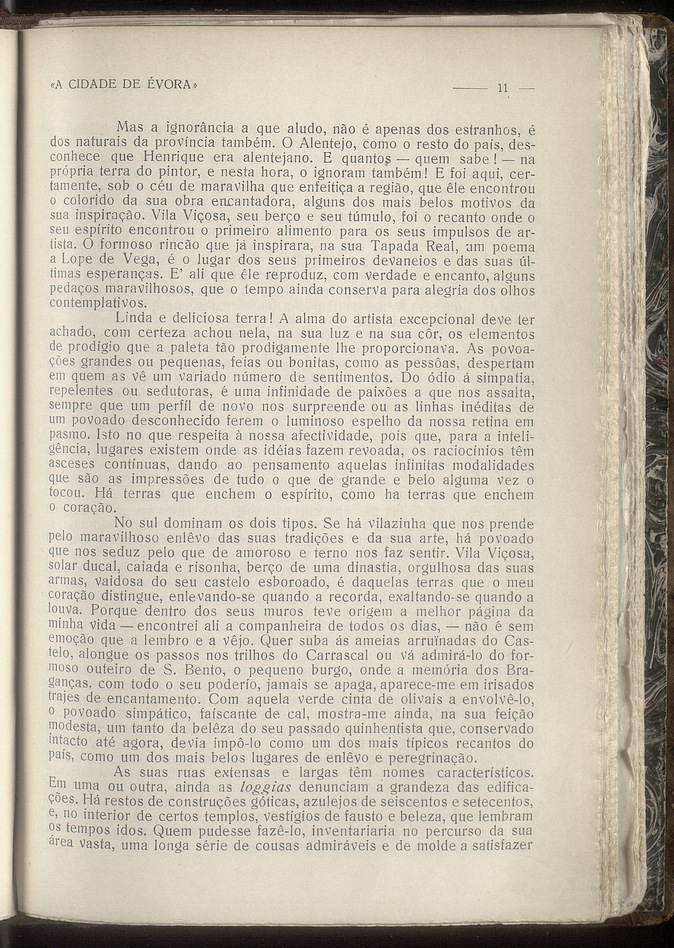 «A CIDADE DE ÉVORA» —— 11 —
Mas a ignorância a que aludo, não é apenas dos estranhos, é
dos naturais da província também. O Alentejo, como o resto do país, des-
conhece que Henrique era alentejano. E quantos — quem sabe! — na
própria terra do pintor, e nesta hora, o ignoram também! E foi aqui, cer-
tamente, sob o céu de maravilha que enfeitiça a região, que êle encontrou
o colorido da sua obra encantadora, alguns dos mais belos motivos da
sua inspiração. Vila Viçosa, seu berço e seu túmulo, foi o recanto onde o
seu espírito encontrou o primeiro alimento para os seus impulsos de ar-
tista. O formoso rincão que já inspirara, na sua Tapada Real, um poema
a Lope de Vega, é o lugar dos seus primeiros devaneios e das suas úl-
timas esperanças. E' ali que êle reproduz, com verdade e encanto, alguns
pedaços maravilhosos, que o tempo ainda conserva para alegria dos olhos
contemplativos.
Linda e deliciosa terra! A alma do artista excepcional deve ter
achado, com certeza achou nela, na sua luz e na sua côr, os elementos
de prodígio que a paleta tão prodigamente lhe proporcionava. As povoa-
ções grandes ou pequenas, feias ou bonitas, como as pessôas, despertam
em quem as vê um variado número de sentimentos. Do ódio á simpatia,
repelentes ou sedutoras, é uma infinidade de paixões a que nos assalta,
sempre que um perfil de novo nos surpreende ou as linhas inéditas de
um povoado desconhecido ferem o luminoso espelho da nossa retina em
pasmo. Isto no que respeita à nossa afectividade, pois que, para a inteli-
gência, lugares existem onde as idéias fazem revoada, os raciocínios têm
asceses contínuas, dando ao pensamento aquelas infinitas modalidades
que são as impressões de tudo o que de grande e belo alguma vez o
tocou. Há terras que enchem o espírito, como ha terras que enchem
o coração.
No sul dominam os dois tipos. Se há vilazinha que nos prende
pelo maravilhoso enlêvo das suas tradições e da sua arte, há povoado
que nos seduz pelo que de amoroso e terno nos faz sentir. Vila Viçosa,
solar ducal, caiada e risonha, berço de uma dinastia, orgulhosa das suas
armas, vaidosa do seu castelo esboroado, é daquelas terras que o meu
coração distingue, enlevando-se quando a recorda, exaltando-se quando a
louva. Porque dentro dos seus muros teve origem a melhor página da
minha vida — encontrei ali a companheira de todos os dias, — não é sem
emoção que a lembro e a vêjo. Quer suba ás ameias arruïnadas do Cas-
telo, alongue os passos nos trilhos do Carrascal ou vá admirá-lo do for-
moso outeiro de S. Bento, o pequeno burgo, onde a memória dos Bra-
ganças, com todo o seu poderío, jamais se apaga, aparece-me em irisados
trajes de encantamento. Com aquela verde cinta de olivais a envolvê-lo,
o povoado simpático, faíscante de cal, mostra-me ainda, na sua feição
modesta, um tanto da belêza do seu passado quinhentista que, conservado
intacto até agora, devia impô-lo como um dos mais típicos recantos do
país, como um dos mais belos lugares de enlêvo e peregrinação.
As suas ruas extensas e largas têm nomes característicos.
Em uma ou outra, ainda as loggias denunciam a grandeza das edifica-
ções. Há restos de construções góticas, azulejos de seiscentos e setecentos,
e, no interior de certos templos, vestígios de fausto e beleza, que lembram
os tempos idos. Quem pudesse fazê-lo, inventariaria no percurso da sua
área vasta, uma longa série de cousas admiráveis e de molde a satisfazer